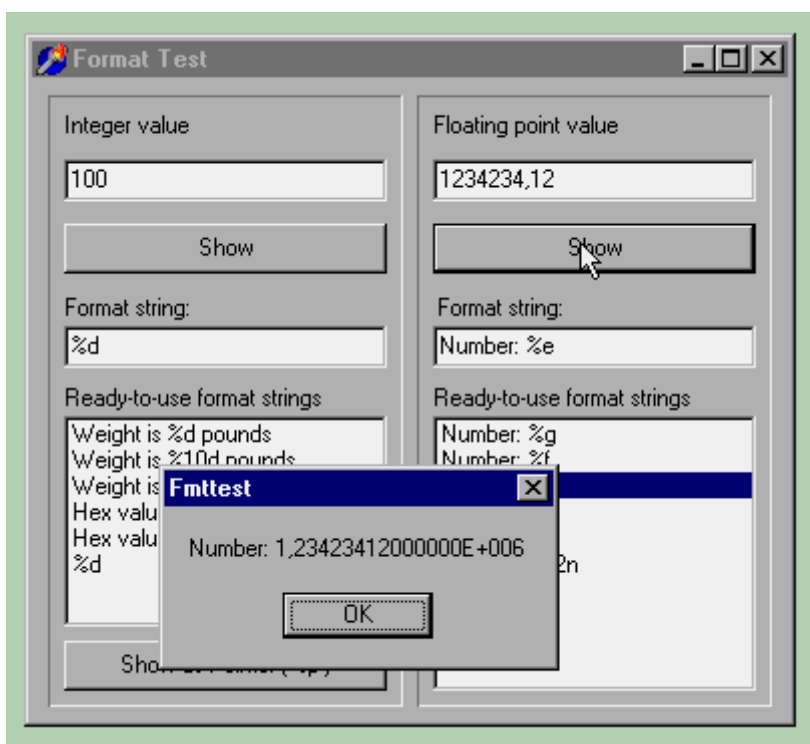 Format Test
Integer value
100
Show
Format string:
%d
Ready-to-use format strings
Weight is %d pounds
Weight is %10d pounds
Weight is
Hex valu
Hex valu
%d
Sho
Floating point value
1234234,12
Show
Format string:
Number: %e
Ready-to-use format strings
Number: %g
Number: %f
2n
Fmttest
Number: 1,23423412000000E+006
OK